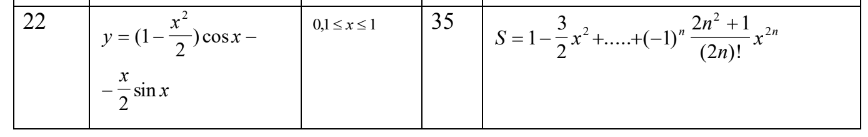 22
y = (1 - x²/2) cos x -
- x/2 sin x
0,1 ≤ x ≤ 1
35
S = 1 - 3/2 x² + ..... + (-1)ⁿ (2n² + 1)/(2n)! x²ⁿ